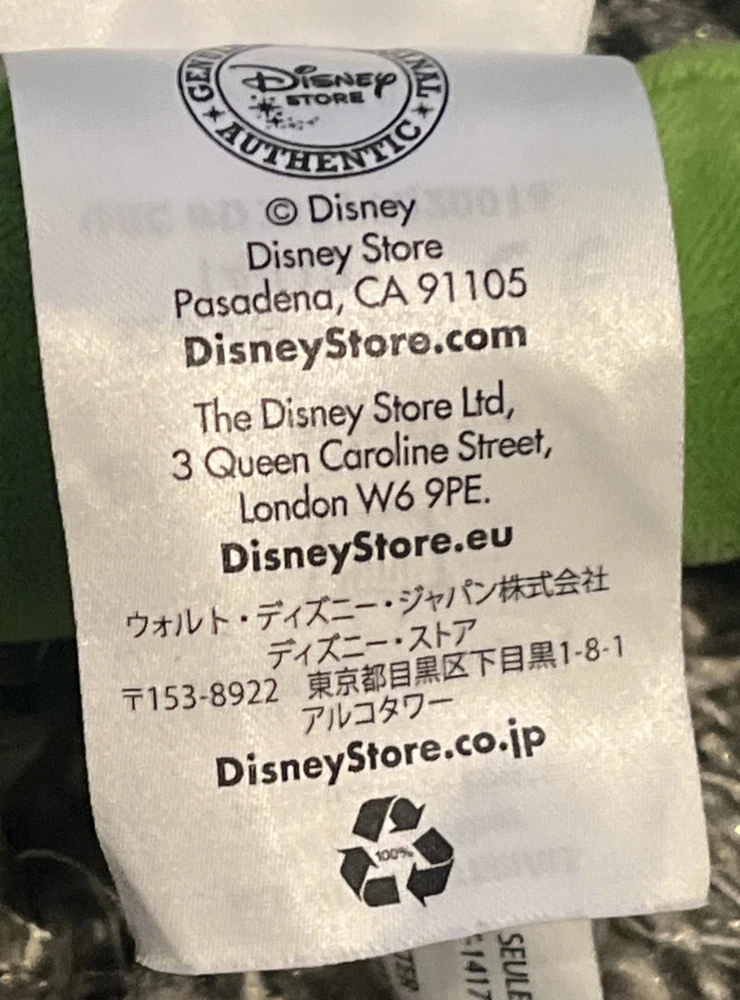 GENUINE ORIGINAL
Disney
STORE
AUTHENTIC
© Disney
Disney Store
Pasadena, CA 91105
DisneyStore.com
The Disney Store Ltd,
3 Queen Caroline Street,
London W6 9PE.
DisneyStore.eu
ウォルト・ディズニー・ジャパン株式会社
ディズニー・ストア
〒153-8922 東京都目黒区下目黒1-8-1
アルコタワー
DisneyStore.co.jp
100%
SEULE